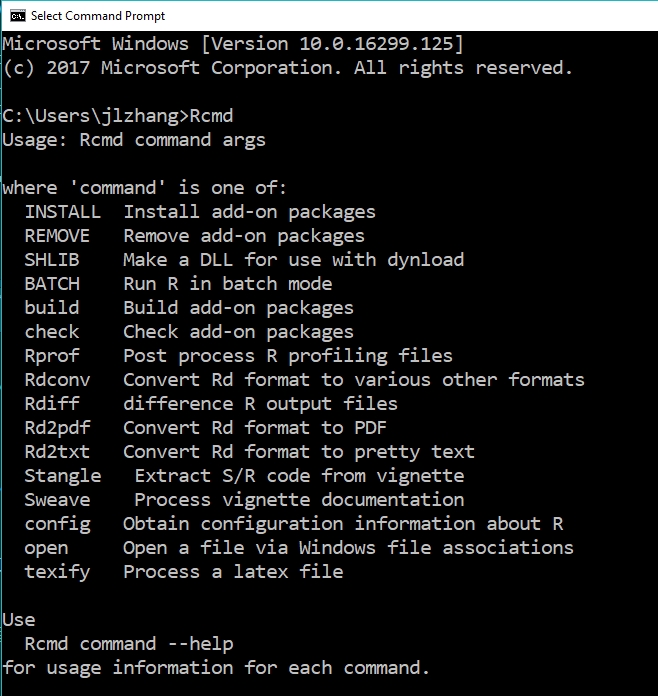 Select Command Prompt
Microsoft Windows [Version 10.0.16299.125]
(c) 2017 Microsoft Corporation. All rights reserved.
C:\Users\jlzhang>Rcmd
Usage: Rcmd command args
where 'command' is one of:
  INSTALL  Install add-on packages
  REMOVE   Remove add-on packages
  SHLIB    Make a DLL for use with dynload
  BATCH    Run R in batch mode
  build    Build add-on packages
  check    Check add-on packages
  Rprof    Post process R profiling files
  Rdconv   Convert Rd format to various other formats
  Rdiff    difference R output files
  Rd2pdf   Convert Rd format to PDF
  Rd2txt   Convert Rd format to pretty text
  Stangle   Extract S/R code from vignette
  Sweave    Process vignette documentation
  config   Obtain configuration information about R
  open     Open a file via Windows file associations
  texify   Process a latex file
Use
  Rcmd command --help
for usage information for each command.